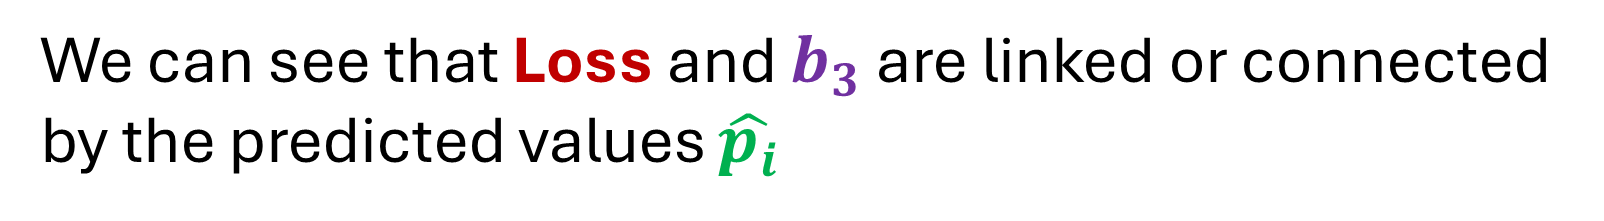 We can see that Loss and b₃ are linked or connected
by the predicted values p̂ᵢ